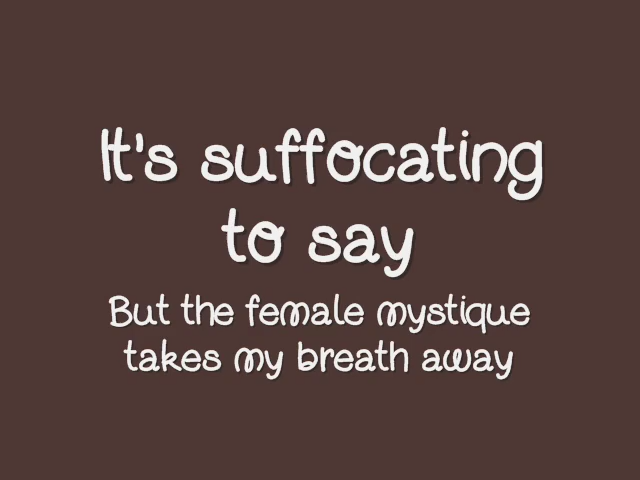 It's suffocating
to say
But the female mystique
takes my breath away